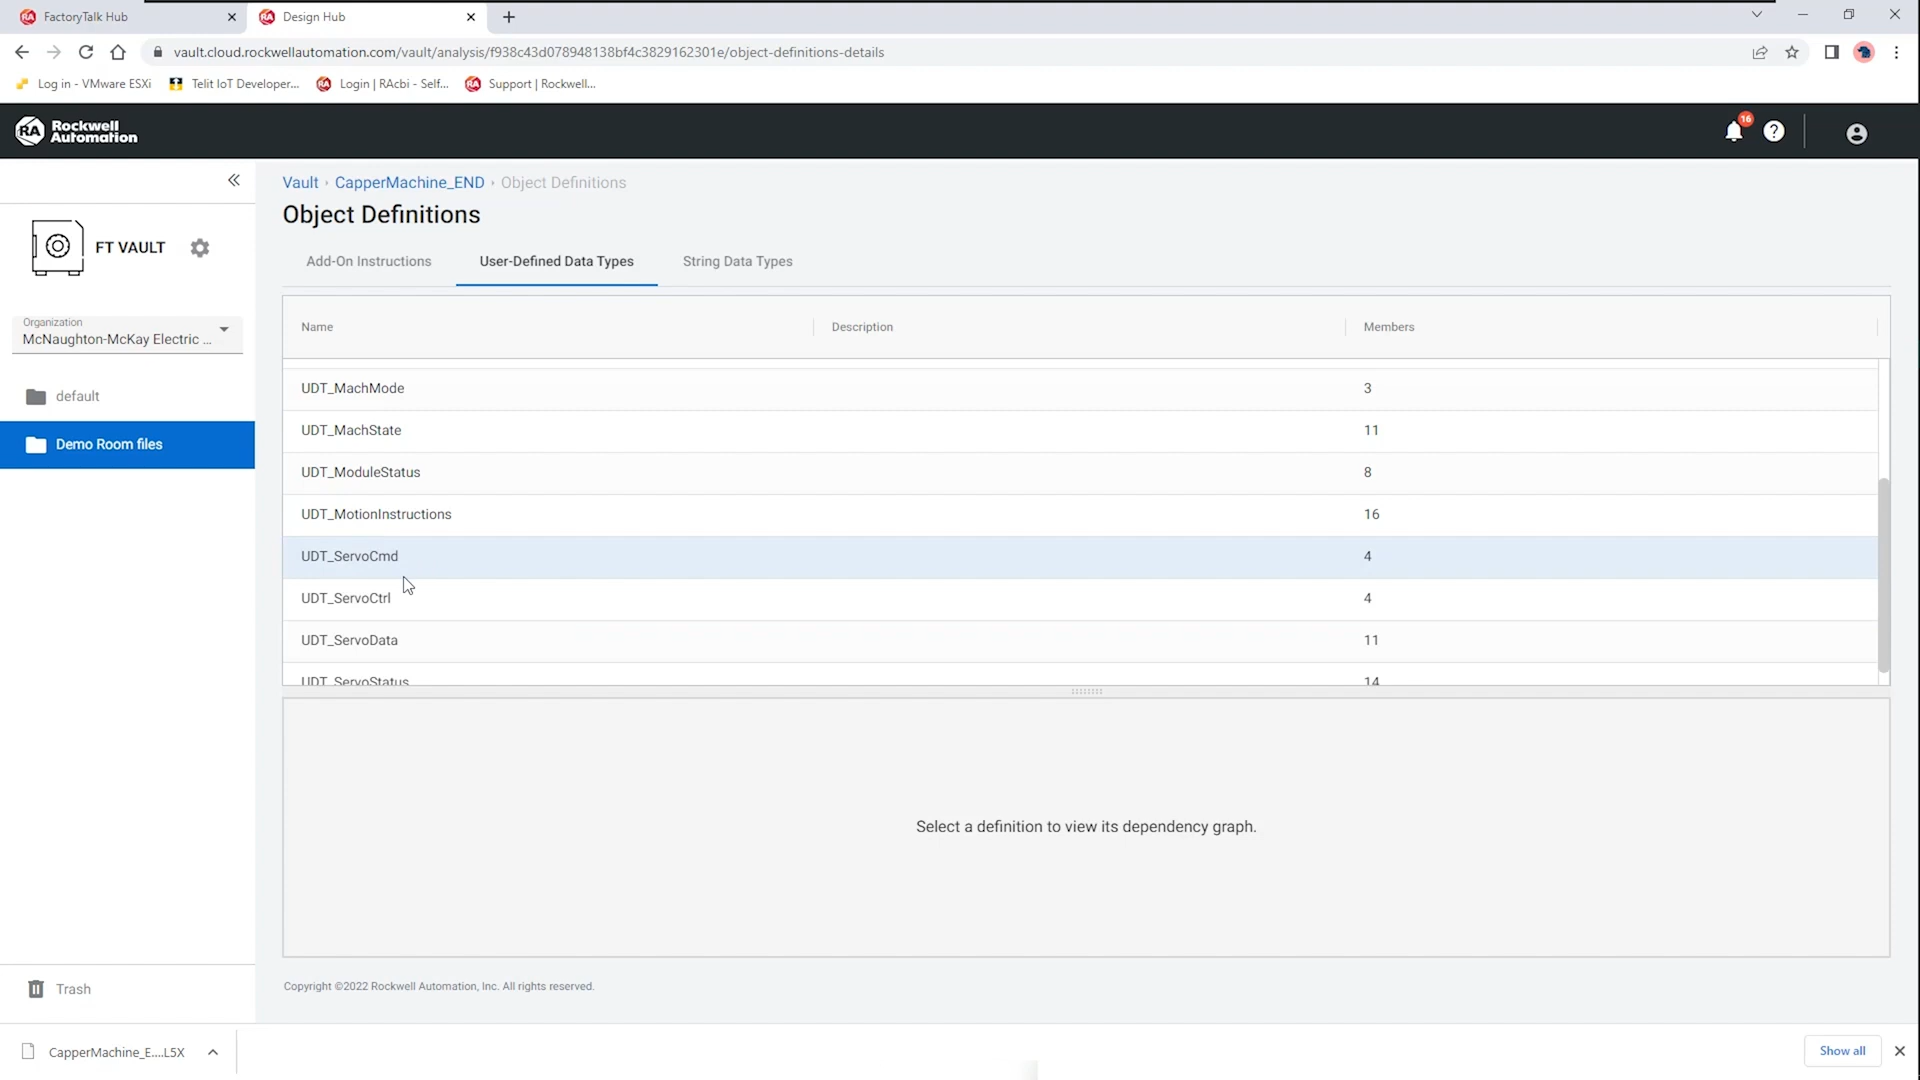 FactoryTalk Hub
Design Hub
vault.cloud.rockwellautomation.com/vault/analysis/f938c43d078948138bf4c3829162301e/object-definitions-details
Log in - VMware ESXi
Telit IoT Developer...
Login | RAcbi - Self...
Support | Rockwell...
RA Rockwell
Automation
16
Vault › CapperMachine_END › Object Definitions
Object Definitions
FT VAULT
Add-On Instructions
User-Defined Data Types
String Data Types
Organization
McNaughton-McKay Electric ...
default
Demo Room files
Trash
Name Description Members
UDT_MachMode 3
UDT_MachState 11
UDT_ModuleStatus 8
UDT_MotionInstructions 16
UDT_ServoCmd 4
UDT_ServoCtrl 4
UDT_ServoData 11
UDT_ServoStatus 14
Select a definition to view its dependency graph.
Copyright ©2022 Rockwell Automation, Inc. All rights reserved.
CapperMachine_E....L5X
Show all